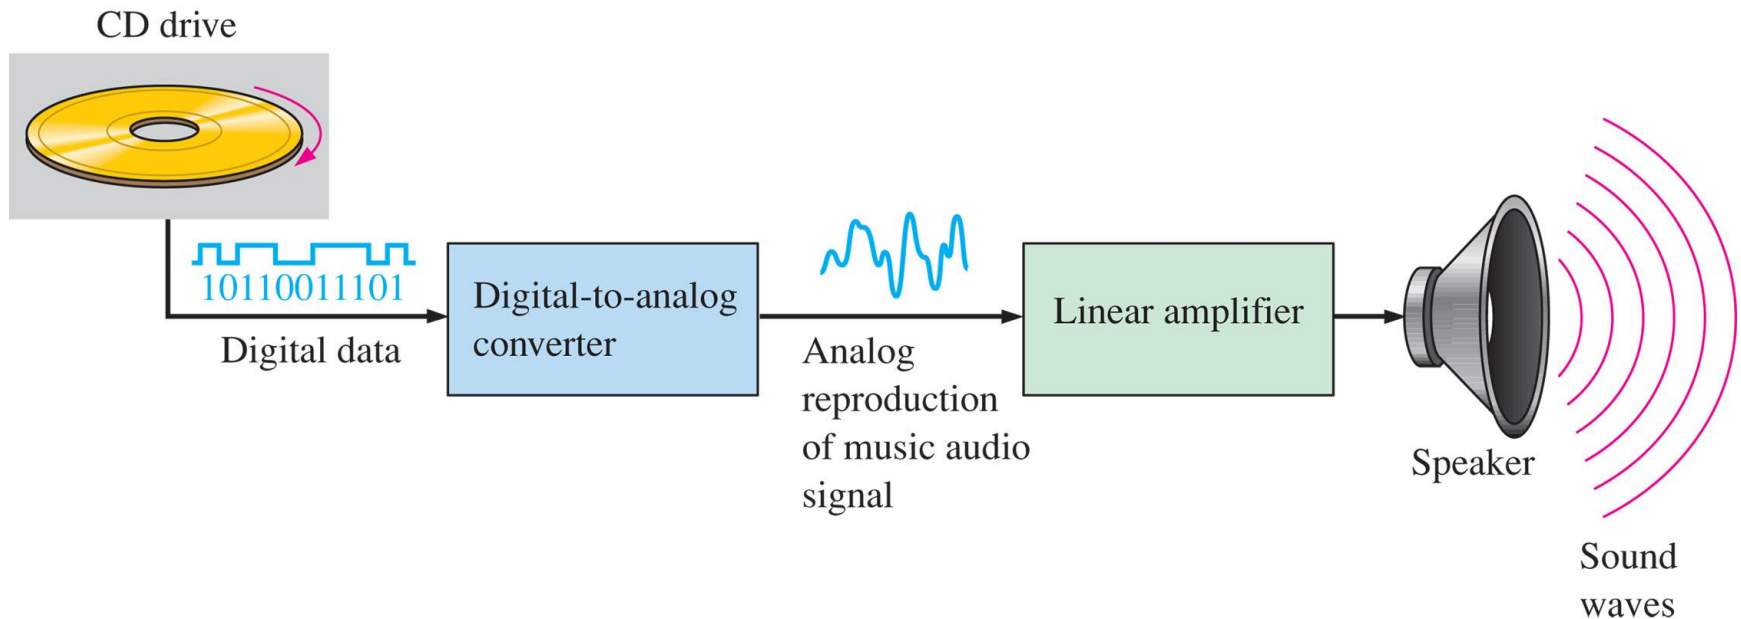 CD drive
10110011101
Digital data
Digital-to-analog
converter
Analog
reproduction
of music audio
signal
Linear amplifier
Speaker
Sound
waves